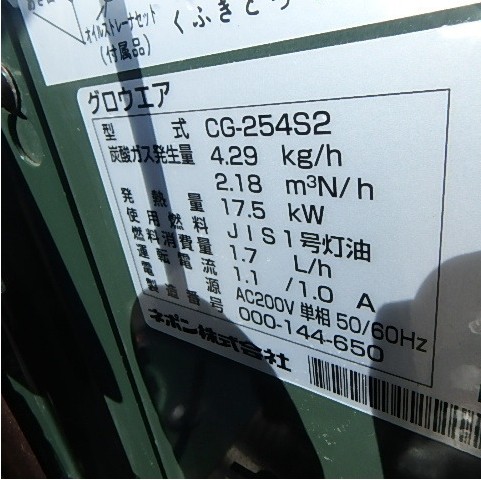 オイルストレーナセット
(付属品)
くふきとり
グロウエア
型式 CG-254S2
炭酸ガス発生量 4.29 kg/h
2.18 m³N/h
発熱量 17.5 kW
使用燃料 JIS1号灯油
燃料消費量 1.7 L/h
運転電流 1.1 /1.0 A
電源 AC200V 単相 50/60Hz
製造番号 000-144-650
ネポン株式会社